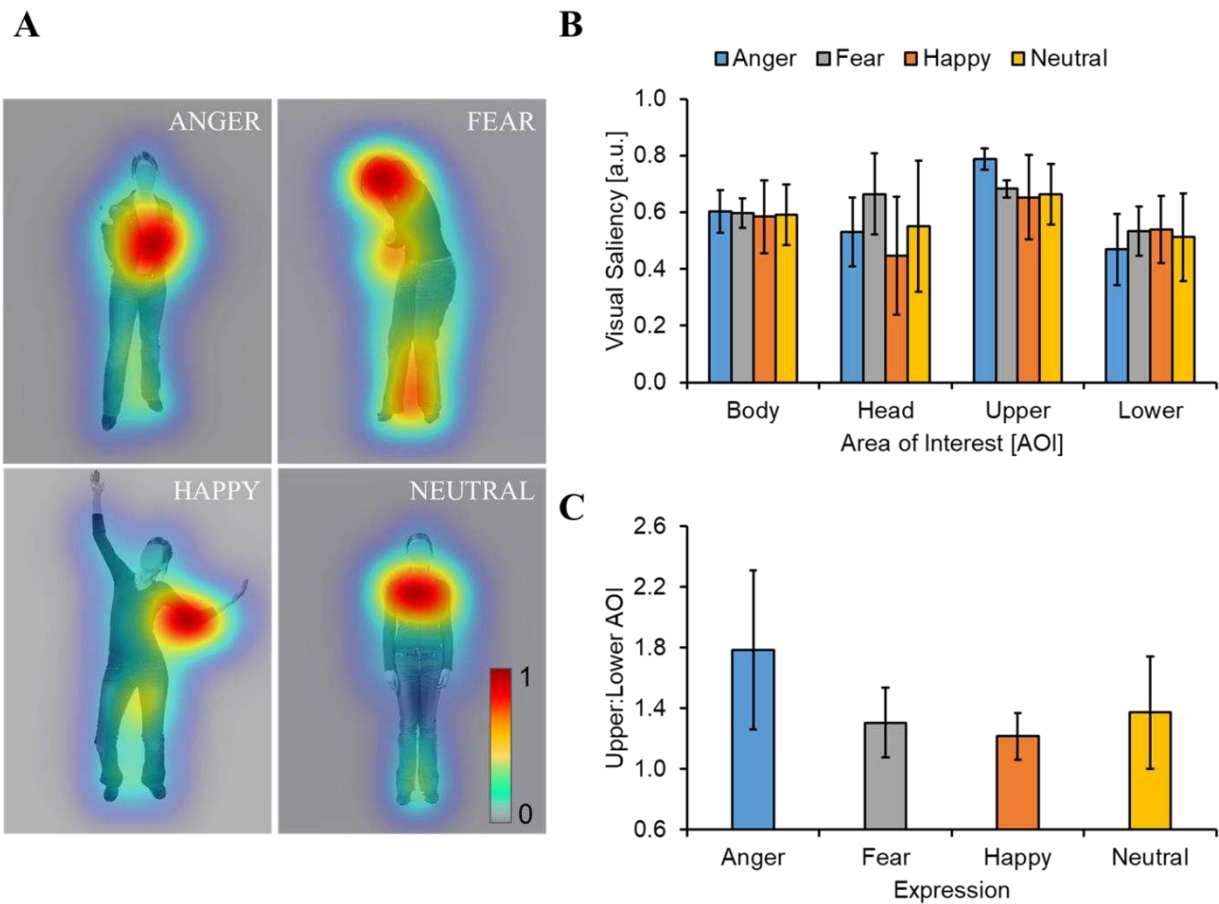 A
ANGER
FEAR
HAPPY
NEUTRAL
1
0
B
Anger Fear Happy Neutral
Visual Saliency [a.u.]
1.0
0.8
0.6
0.4
0.2
0.0
Body Head Upper Lower
Area of Interest [AOI]
C
Upper:Lower AOI
2.6
2.2
1.8
1.4
1.0
0.6
Anger Fear Happy Neutral
Expression